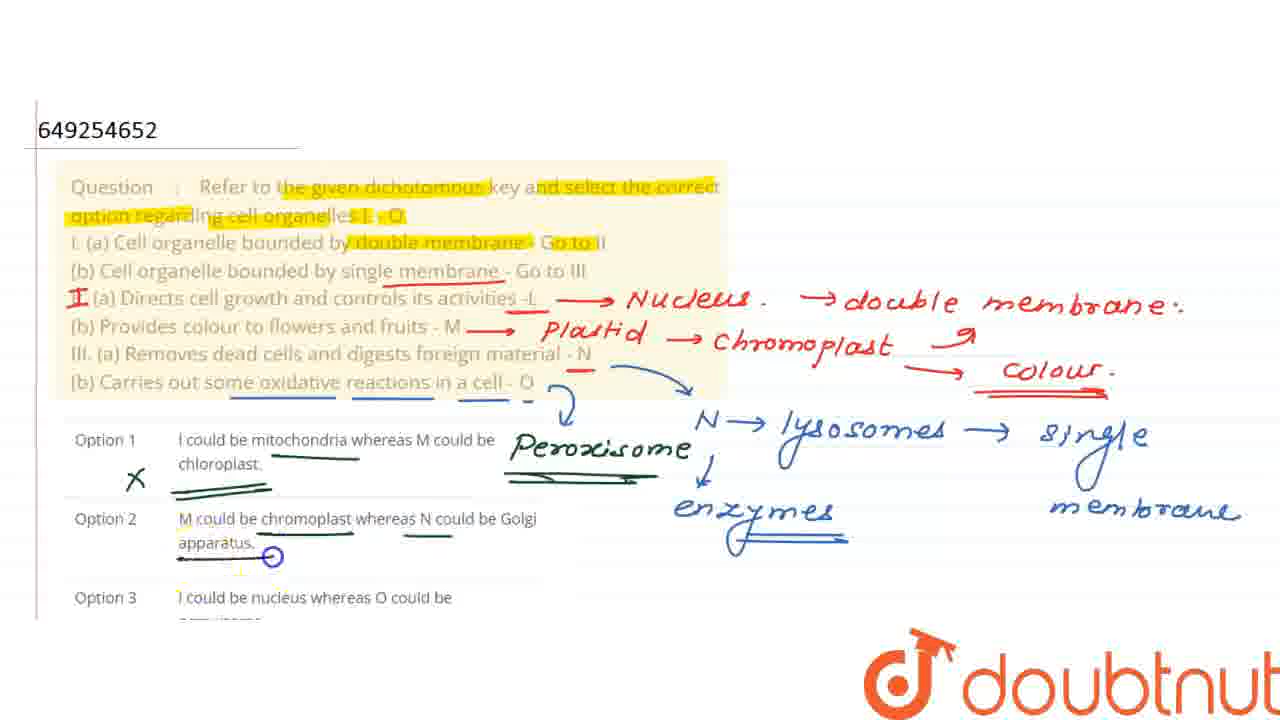 649254652
Question : Refer to the given dichotomous key and select the correct
option regarding cell organelles L - O.
I. (a) Cell organelle bounded by double membrane - Go to II
(b) Cell organelle bounded by single membrane - Go to III
II (a) Directs cell growth and controls its activities -L → Nucleus. → double membrane.
(b) Provides colour to flowers and fruits - M → Plastid → Chromoplast
→ colour.
III. (a) Removes dead cells and digests foreign material - N
(b) Carries out some oxidative reactions in a cell - O
N → lysosomes → single
membrane
enzymes
Peroxisome
Option 1 l could be mitochondria whereas M could be
chloroplast.
X
Option 2 M could be chromoplast whereas N could be Golgi
apparatus.
Option 3 l could be nucleus whereas O could be
doubtnut